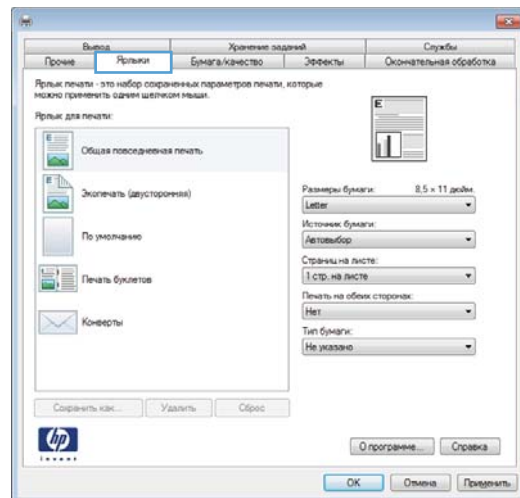 Вывод
Хранение заданий
Службы
Прочие
Ярлыки
Бумага/качество
Эффекты
Окончательная обработка
Ярлык печати - это набор сохраненных параметров печати, которые
можно применить одним щелчком мыши.
Ярлык для печати:
Общая повседневная печать
Экопечать (двусторонняя)
По умолчанию
Печать буклетов
Конверты
E
Размеры бумаги: 8,5 × 11 дюйм.
Letter
Источник бумаги:
Автовыбор
Страниц на листе:
1 стр. на листе
Печать на обеих сторонах:
Нет
Тип бумаги:
Не указано
Сохранить как...
Удалить
Сброс
hp
invent
О программе...
Справка
OK
Отмена
Применить